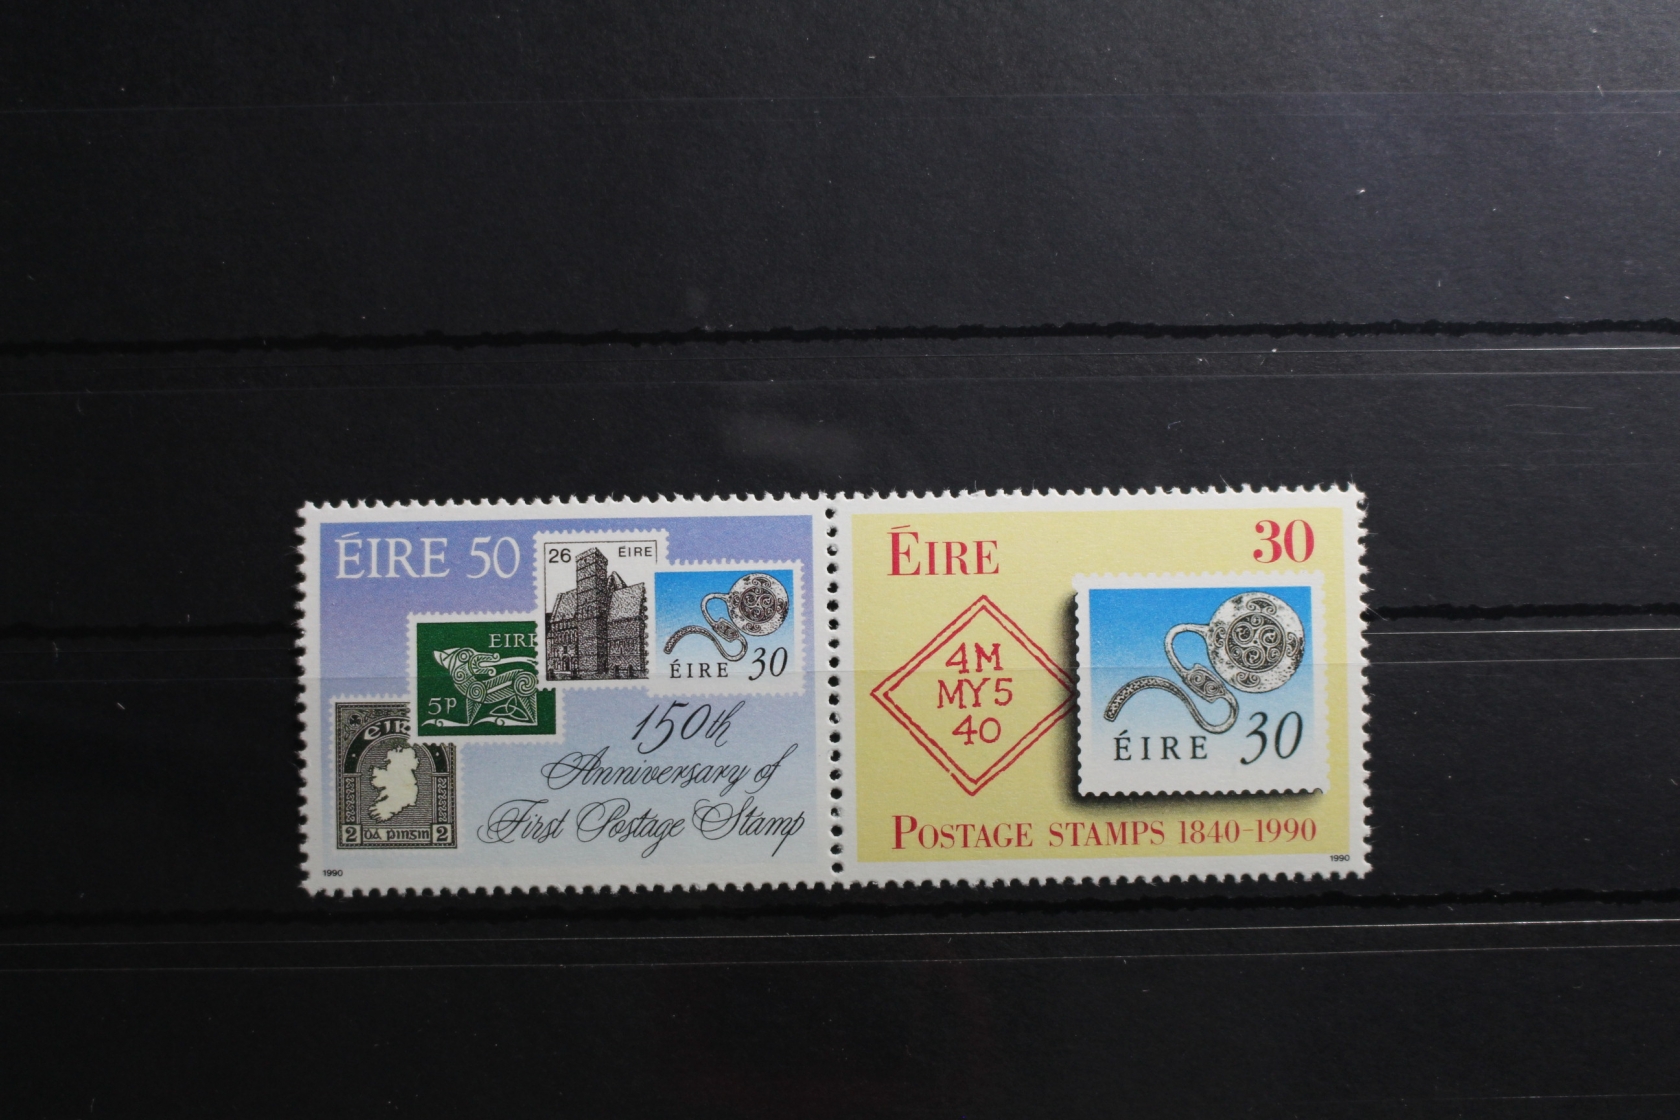 ÉIRE 50
26 ÉIRE
EIRE
5P
ÉIRE 30
EIRE
2 DÁ PINGIN 2
150th
Anniversary of
First Postage Stamp
1990
ÉIRE
30
4M
MY5
40
ÉIRE 30
POSTAGE STAMPS 1840-1990
1990